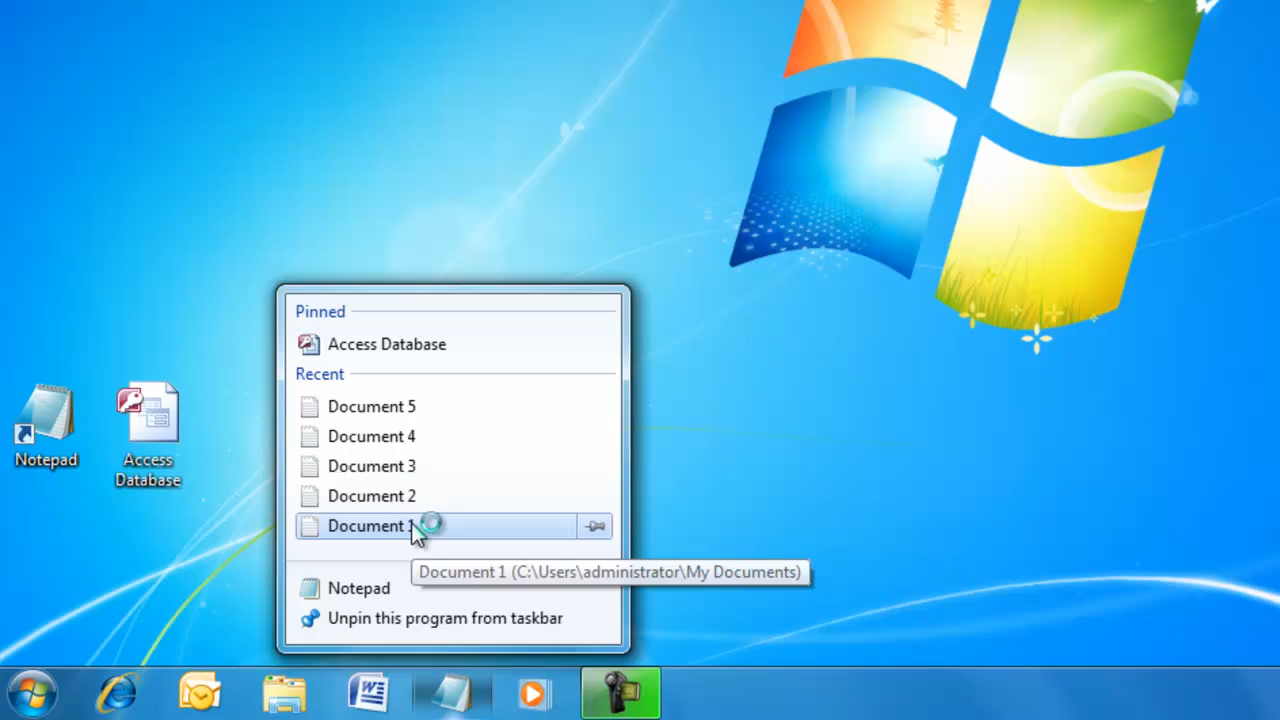 Pinned
Access Database
Recent
Document 5
Document 4
Document 3
Document 2
Document 1
Document 1 (C:\Users\administrator\My Documents)
Notepad
Unpin this program from taskbar
Notepad
Access
Database